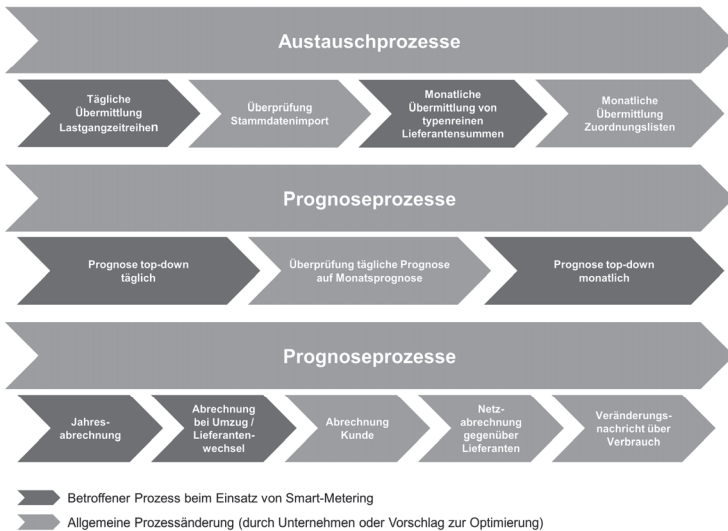 Austauschprozesse
Tägliche
Übermittlung
Lastgangzeitreihen
Überprüfung
Stammdatenimport
Monatliche
Übermittlung von
typenreinen
Lieferantensummen
Monatliche
Übermittlung
Zuordnungslisten
Prognoseprozesse
Prognose top-down
täglich
Überprüfung tägliche Prognose
auf Monatsprognose
Prognose top-down
monatlich
Prognoseprozesse
Jahres-
abrechnung
Abrechnung
bei Umzug /
Lieferanten-
wechsel
Abrechnung
Kunde
Netz-
abrechnung
gegenüber
Lieferanten
Veränderungs-
nachricht über
Verbrauch
Betroffener Prozess beim Einsatz von Smart-Metering
Allgemeine Prozessänderung (durch Unternehmen oder Vorschlag zur Optimierung)